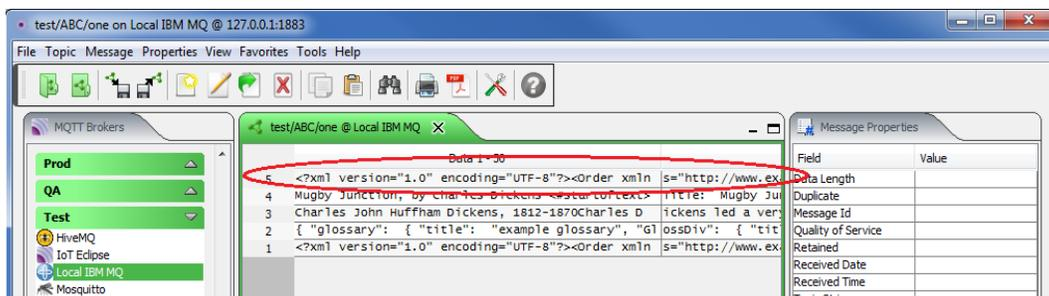 test/ABC/one on Local IBM MQ @ 127.0.0.1:1883
File Topic Message Properties View Favorites Tools Help
PDF
MQTT Brokers
test/ABC/one @ Local IBM MQ
Message Properties
Prod
QA
Test
HiveMQ
IoT Eclipse
Local IBM MQ
Mosquitto
Data 1 - 50
5 <?xml version="1.0" encoding="UTF-8"?><Order xmln s="http://www.exa
4 Mugby Junction, by Charles Dickens <#startoftext> Title: Mugby Jun
3 Charles John Huffham Dickens, 1812-1870Charles D ickens led a very
2 { "glossary": { "title": "example glossary", "Gl ossDiv": { "titl
1 <?xml version="1.0" encoding="UTF-8"?><Order xmln s="http://www.exa
Field Value
Data Length
Duplicate
Message Id
Quality of Service
Retained
Received Date
Received Time